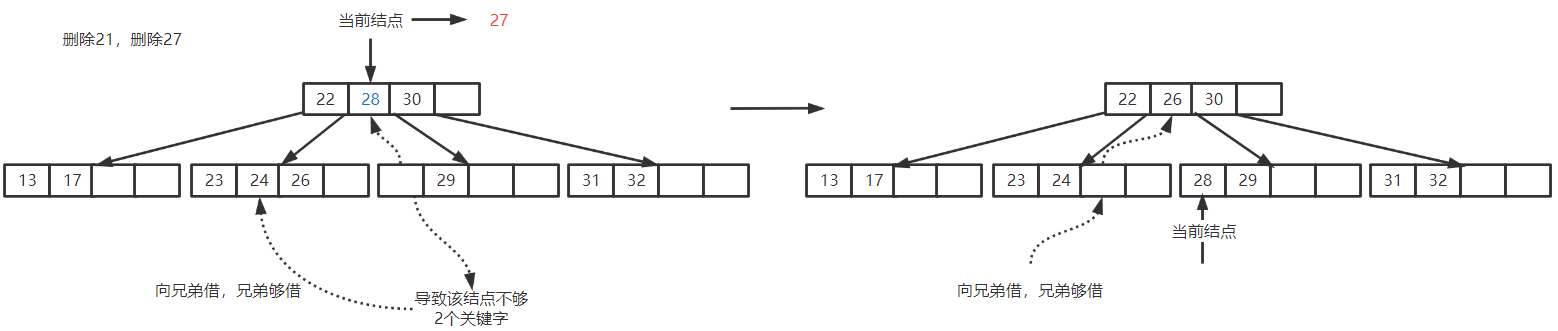 当前结点
27
删除21，删除27
22 28 30
13 17
23 24 26
29
31 32
向兄弟借，兄弟够借
导致该结点不够
2个关键字
22 26 30
13 17
23 24
28 29
31 32
当前结点
向兄弟借，兄弟够借